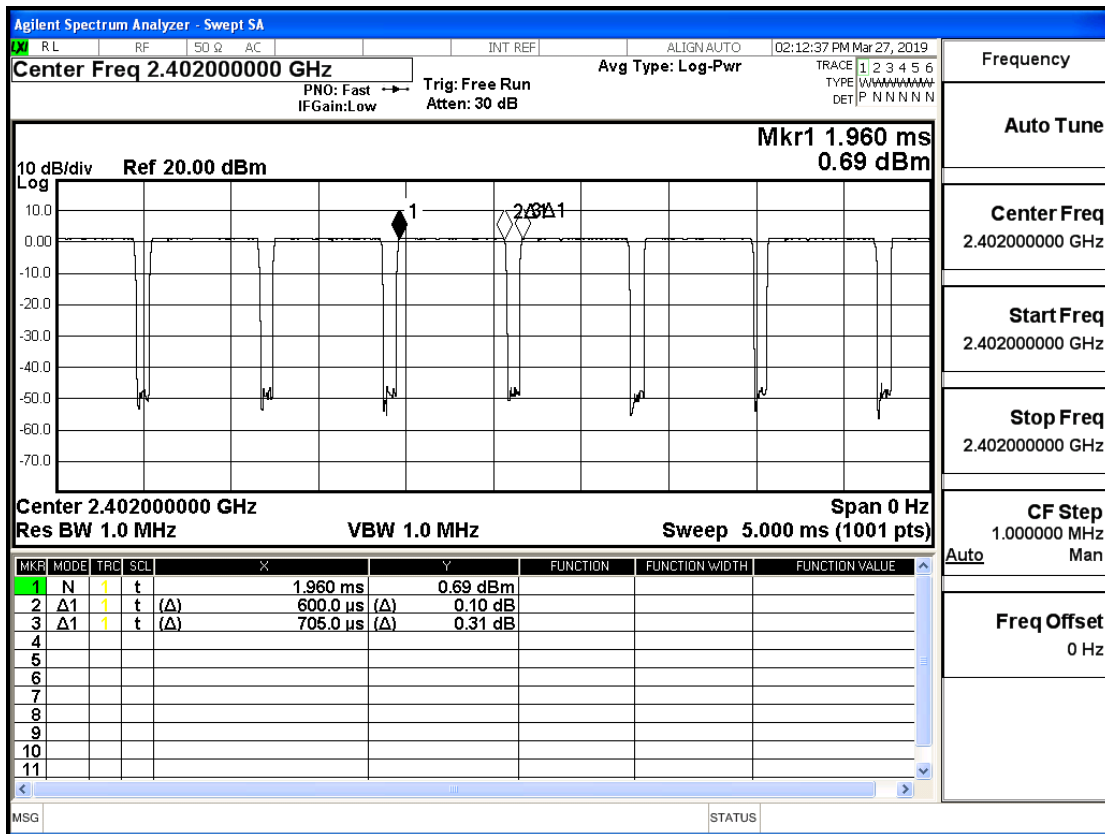 Agilent Spectrum Analyzer - Swept SA
LXI RL RF 50 Ω AC INT REF ALIGN AUTO 02:12:37 PM Mar 27, 2019
Center Freq 2.402000000 GHz
PNO: Fast
IFGain:Low
Trig: Free Run
Atten: 30 dB
Avg Type: Log-Pwr
TRACE 1 2 3 4 5 6
TYPE WWWWWW
DET P N N N N N
Mkr1 1.960 ms
0.69 dBm
10 dB/div Ref 20.00 dBm
Log
10.0
0.00
-10.0
-20.0
-30.0
-40.0
-50.0
-60.0
-70.0
1
2Δ1
3Δ1
Center 2.402000000 GHz Span 0 Hz
Res BW 1.0 MHz VBW 1.0 MHz Sweep 5.000 ms (1001 pts)
MKR MODE TRC SCL X Y FUNCTION FUNCTION WIDTH FUNCTION VALUE
1 N 1 t 1.960 ms 0.69 dBm
2 Δ1 1 t (Δ) 600.0 µs (Δ) 0.10 dB
3 Δ1 1 t (Δ) 705.0 µs (Δ) 0.31 dB
4
5
6
7
8
9
10
11
MSG STATUS
Frequency
Auto Tune
Center Freq
2.402000000 GHz
Start Freq
2.402000000 GHz
Stop Freq
2.402000000 GHz
CF Step
1.000000 MHz
Auto Man
Freq Offset
0 Hz